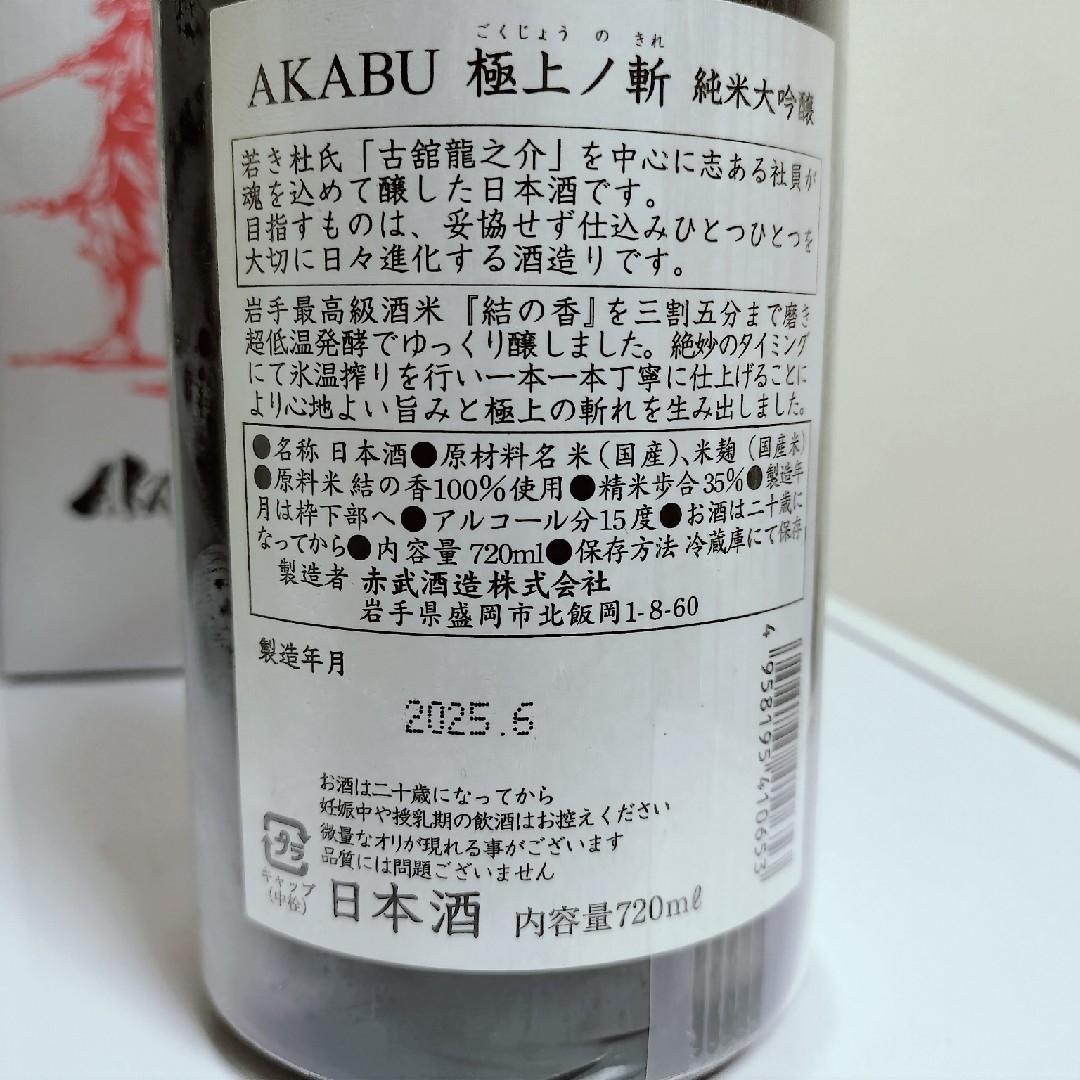 ごくじょう の きれ
AKABU 極上ノ斬 純米大吟醸
若き杜氏「古舘龍之介」を中心に志ある社員が
魂を込めて醸した日本酒です。
目指すものは、妥協せず仕込みひとつひとつを
大切に日々進化する酒造りです。
岩手最高級酒米『結の香』を三割五分まで磨き
超低温発酵でゆっくり醸しました。絶妙のタイミング
にて氷温搾りを行い一本一本丁寧に仕上げることに
より心地よい旨みと極上の斬れを生み出しました。
●名称 日本酒●原材料名 米(国産)、米麹(国産米)
●原料米 結の香100%使用●精米歩合35%●製造年
月は枠下部へ●アルコール分15度●お酒は二十歳に
なってから●内容量 720ml●保存方法 冷蔵庫にて保存
製造者 赤武酒造株式会社
岩手県盛岡市北飯岡1-8-60
製造年月
2025.6
お酒は二十歳になってから
妊娠中や授乳期の飲酒はお控えください
微量なオリが現れる事がございます
品質には問題ございません
プラ
キャップ
(中栓)
日本酒 内容量720mℓ
4958195410653